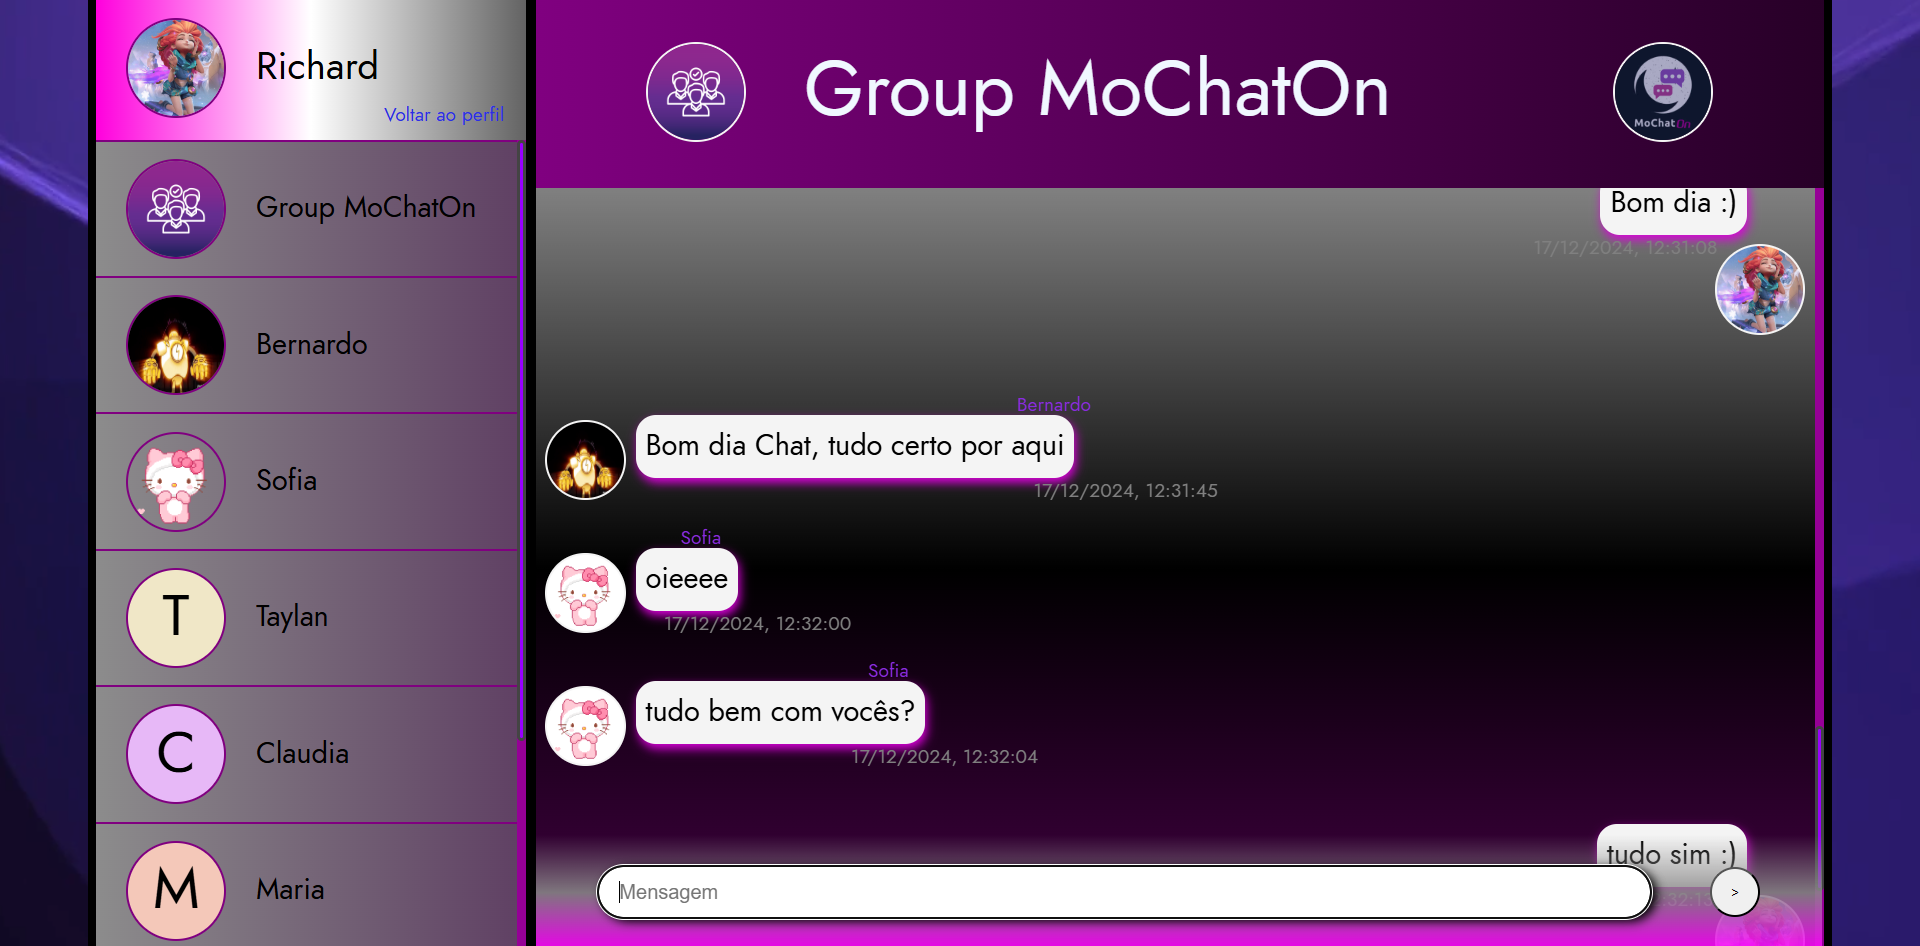 Richard
Voltar ao perfil
Group MoChatOn
Bernardo
Sofia
T
Taylan
C
Claudia
M
Maria
Group MoChatOn
MoChatOn
Bom dia :)
17/12/2024, 12:31:08
Bernardo
Bom dia Chat, tudo certo por aqui
17/12/2024, 12:31:45
Sofia
oieeee
17/12/2024, 12:32:00
Sofia
tudo bem com vocês?
17/12/2024, 12:32:04
tudo sim :)
:32:13
Mensagem
>